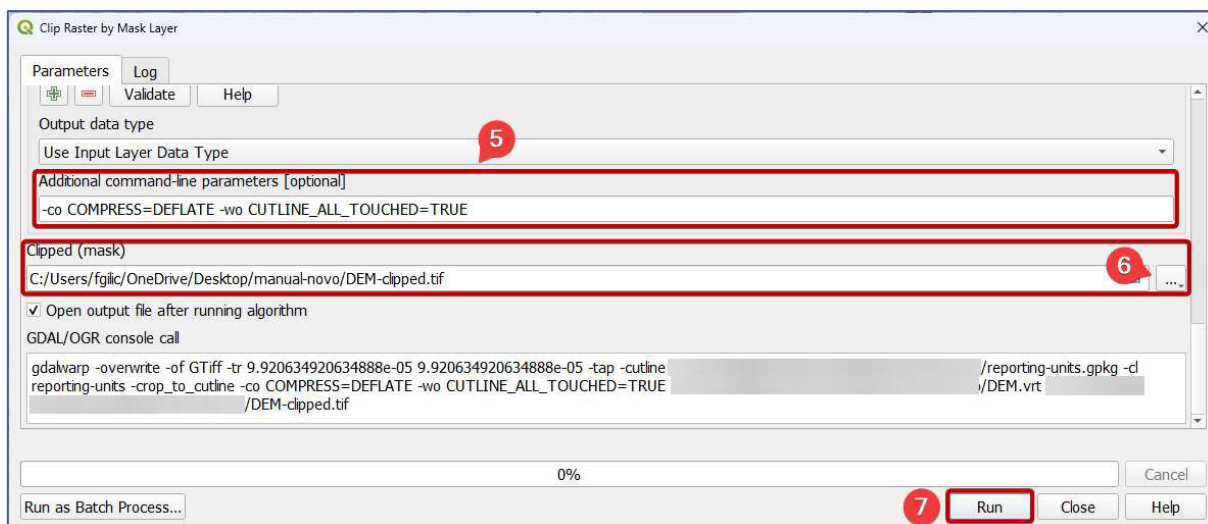 Clip Raster by Mask Layer
Parameters Log
Validate Help
Output data type
5
Use Input Layer Data Type
Additional command-line parameters [optional]
-co COMPRESS=DEFLATE -wo CUTLINE_ALL_TOUCHED=TRUE
Clipped (mask)
6
C:/Users/fgilic/OneDrive/Desktop/manual-novo/DEM-clipped.tif ...
Open output file after running algorithm
GDAL/OGR console call
gdalwarp -overwrite -of GTiff -tr 9.920634920634888e-05 9.920634920634888e-05 -tap -cutline /reporting-units.gpkg -cl
reporting-units -crop_to_cutline -co COMPRESS=DEFLATE -wo CUTLINE_ALL_TOUCHED=TRUE /DEM.vrt
/DEM-clipped.tif
0% Cancel
Run as Batch Process... 7 Run Close Help